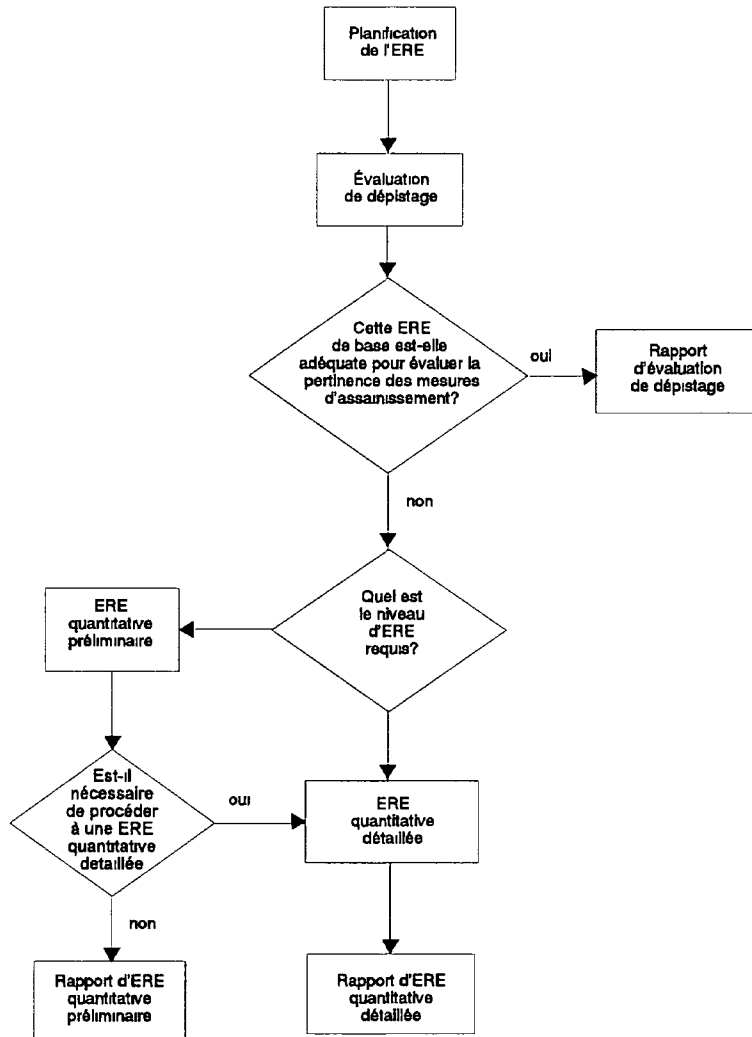 Planification
de l'ERE
Évaluation
de dépistage
Cette ERE
de base est-elle
adéquate pour évaluer la
pertinence des mesures
d'assainissement?
oui
Rapport
d'évaluation
de dépistage
non
Quel est
le niveau
d'ERE
requis?
ERE
quantitative
préliminaire
Est-il
nécessaire
de procéder
à une ERE
quantitative
detaillée
oui
ERE
quantitative
détaillée
non
Rapport d'ERE
quantitative
préliminaire
Rapport d'ERE
quantitative
détaillée